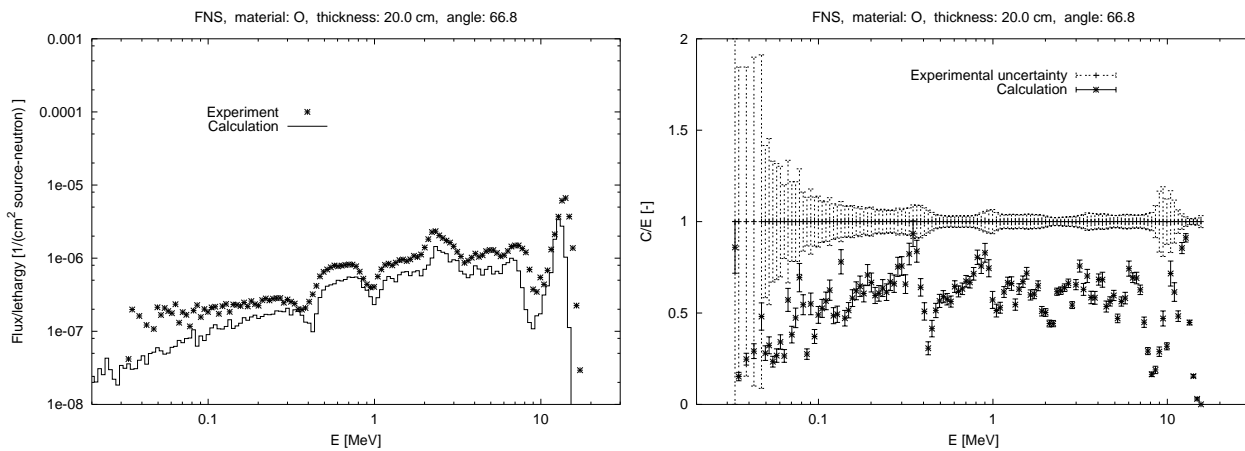 FNS, material: O, thickness: 20.0 cm, angle: 66.8
0.001
0.0001
1e-05
1e-06
1e-07
1e-08
Flux/lethargy [1/(cm^2 source-neutron) ]
Experiment
Calculation
0.1
1
10
E [MeV]
FNS, material: O, thickness: 20.0 cm, angle: 66.8
2
1.5
1
0.5
0
C/E [-]
Experimental uncertainty
Calculation
0.1
1
10
E [MeV]